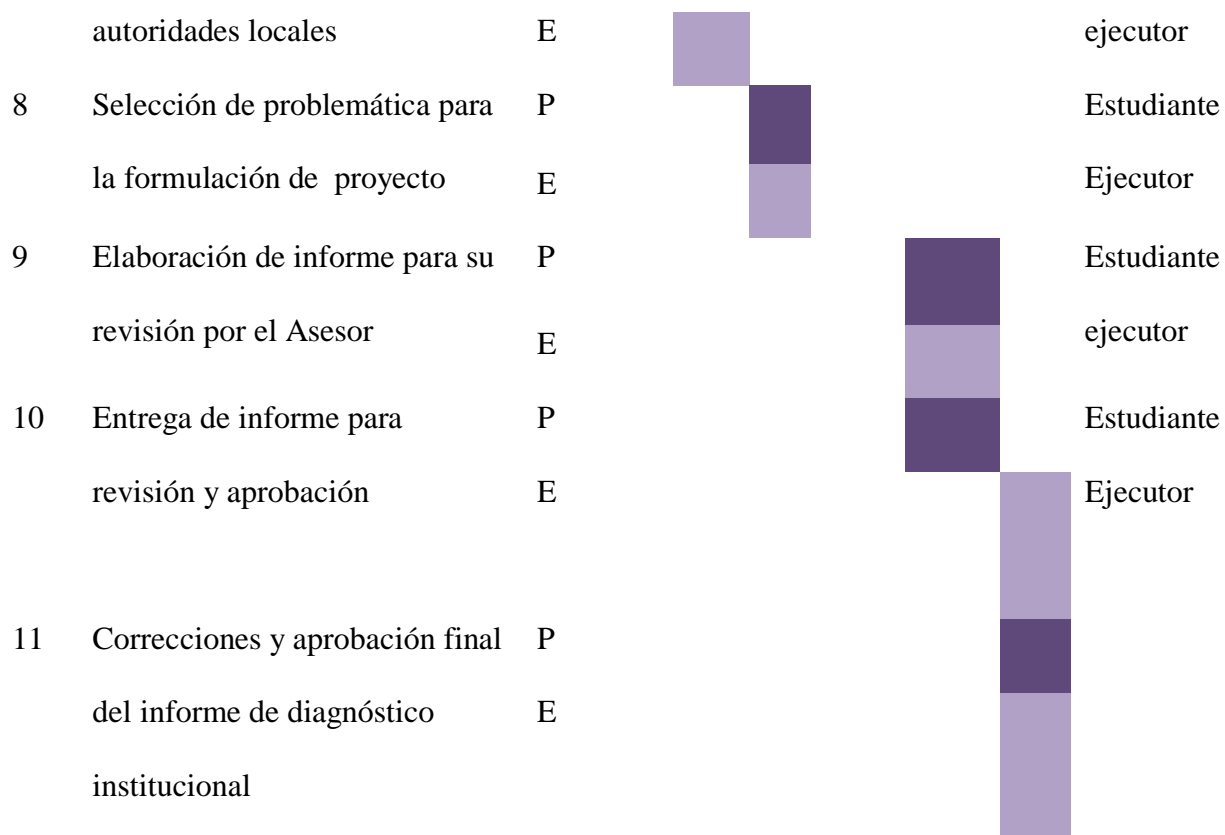 autoridades locales E ejecutor
8 Selección de problemática para P Estudiante
la formulación de proyecto E Ejecutor
9 Elaboración de informe para su P Estudiante
revisión por el Asesor E ejecutor
10 Entrega de informe para P Estudiante
revisión y aprobación E Ejecutor
11 Correcciones y aprobación final P
del informe de diagnóstico E
institucional